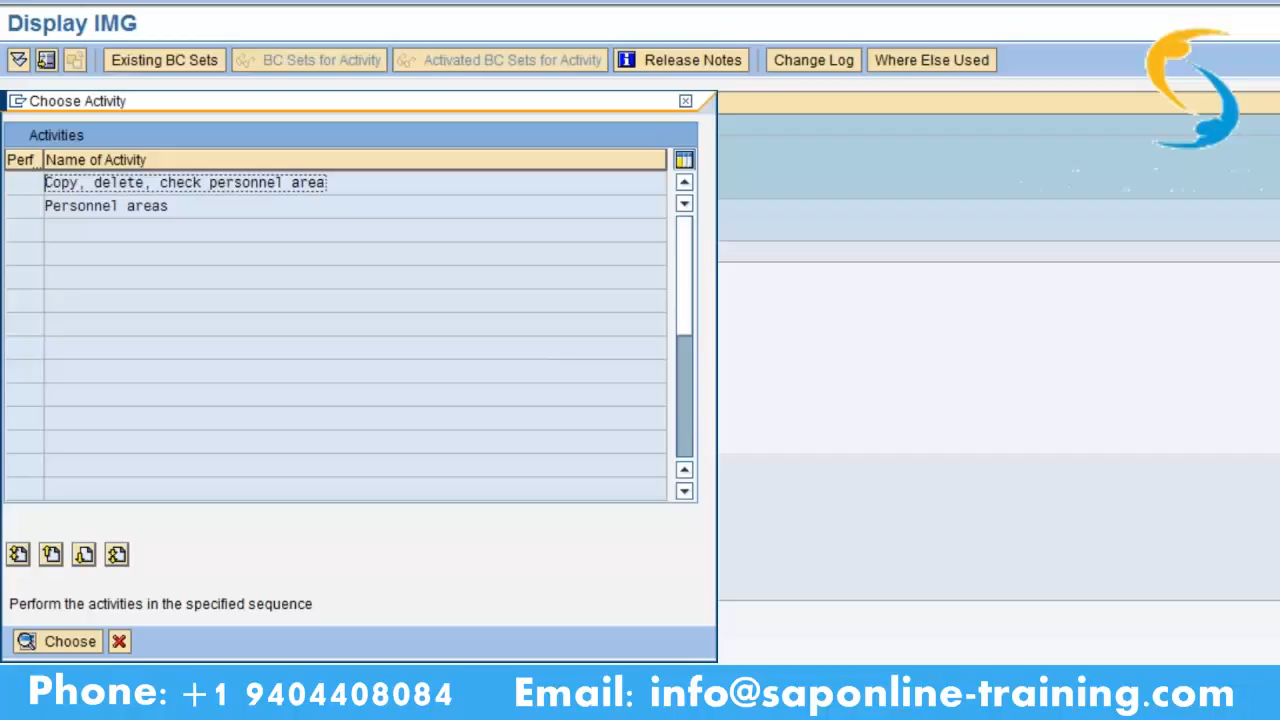 Display IMG
Existing BC Sets BC Sets for Activity Activated BC Sets for Activity Release Notes Change Log Where Else Used
Choose Activity
Activities
Perf... Name of Activity
Copy, delete, check personnel area
Personnel areas
Perform the activities in the specified sequence
Choose
Phone: +1 9404408084 Email: info@saponline-training.com